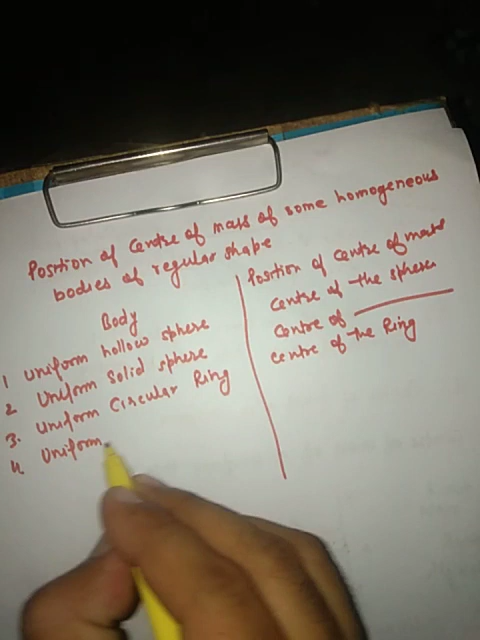 Position of Centre of mass of some homogeneous
bodies of regular shape
Body
Position of centre of mass
1 Uniform hollow sphere
centre of the sphere
2 Uniform Solid sphere
Centre of
3. Uniform Circular Ring
centre of the Ring
4. Uniform